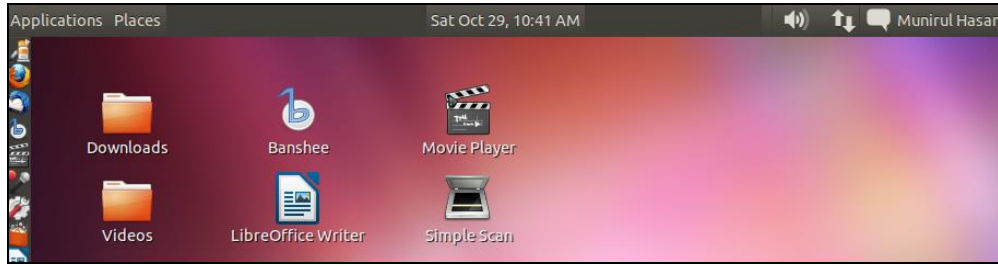 Applications Places Sat Oct 29, 10:41 AM Munirul Hasan
Downloads Banshee Movie Player
Videos LibreOffice Writer Simple Scan